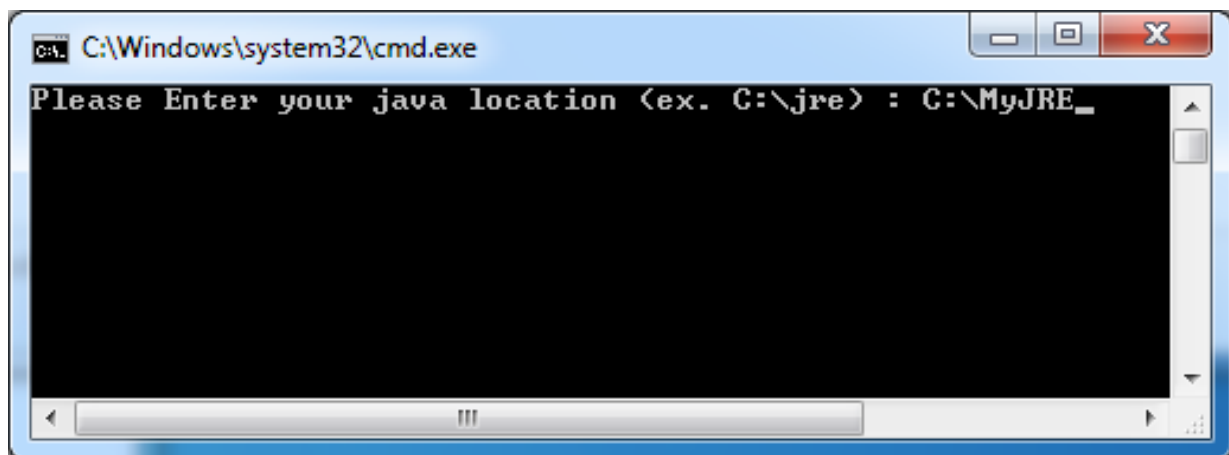 C:\Windows\system32\cmd.exe
Please Enter your java location (ex. C:\jre) : C:\MyJRE_